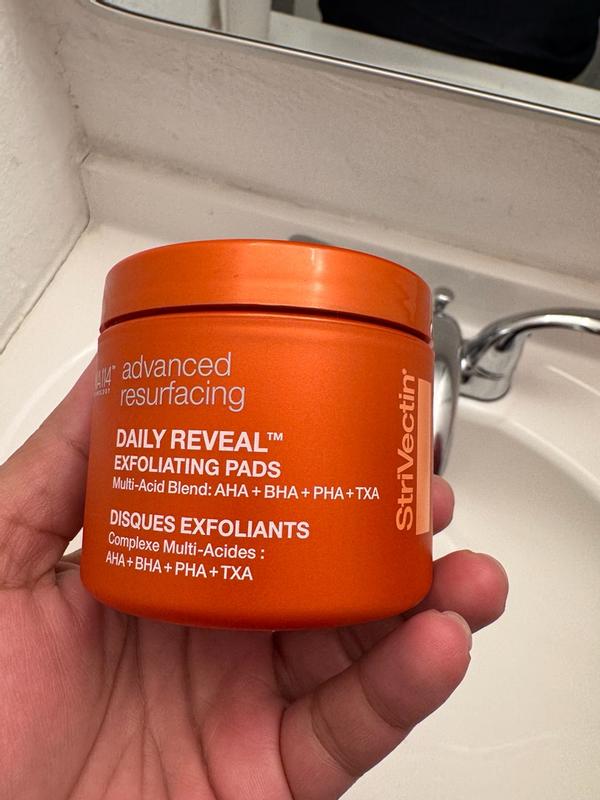 advanced
resurfacing
DAILY REVEAL™
EXFOLIATING PADS
Multi-Acid Blend: AHA + BHA + PHA + TXA
DISQUES EXFOLIANTS
Complexe Multi-Acides :
AHA + BHA + PHA + TXA
StriVectin®